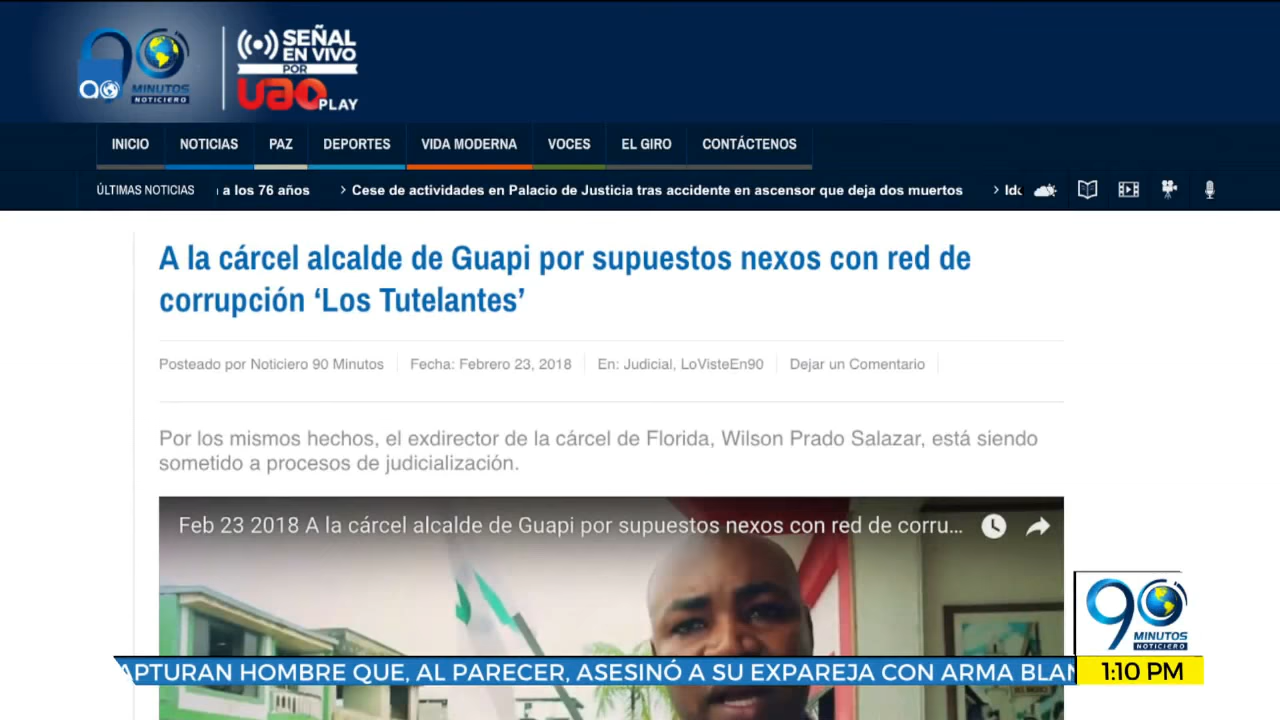 90
MINUTOS
NOTICIERO
SEÑAL
EN VIVO
POR
UAO PLAY
INICIO
NOTICIAS
PAZ
DEPORTES
VIDA MODERNA
VOCES
EL GIRO
CONTÁCTENOS
ÚLTIMAS NOTICIAS
a los 76 años
Cese de actividades en Palacio de Justicia tras accidente en ascensor que deja dos muertos
A la cárcel alcalde de Guapi por supuestos nexos con red de
corrupción ‘Los Tutelantes’
Posteado por Noticiero 90 Minutos
Fecha: Febrero 23, 2018
En: Judicial, LoVisteEn90
Dejar un Comentario
Por los mismos hechos, el exdirector de la cárcel de Florida, Wilson Prado Salazar, está siendo
sometido a procesos de judicialización.
Feb 23 2018 A la cárcel alcalde de Guapi por supuestos nexos con red de corru...
90
MINUTOS
NOTICIERO
APTURAN HOMBRE QUE, AL PARECER, ASESINÓ A SU EXPAREJA CON ARMA BLAN
1:10 PM